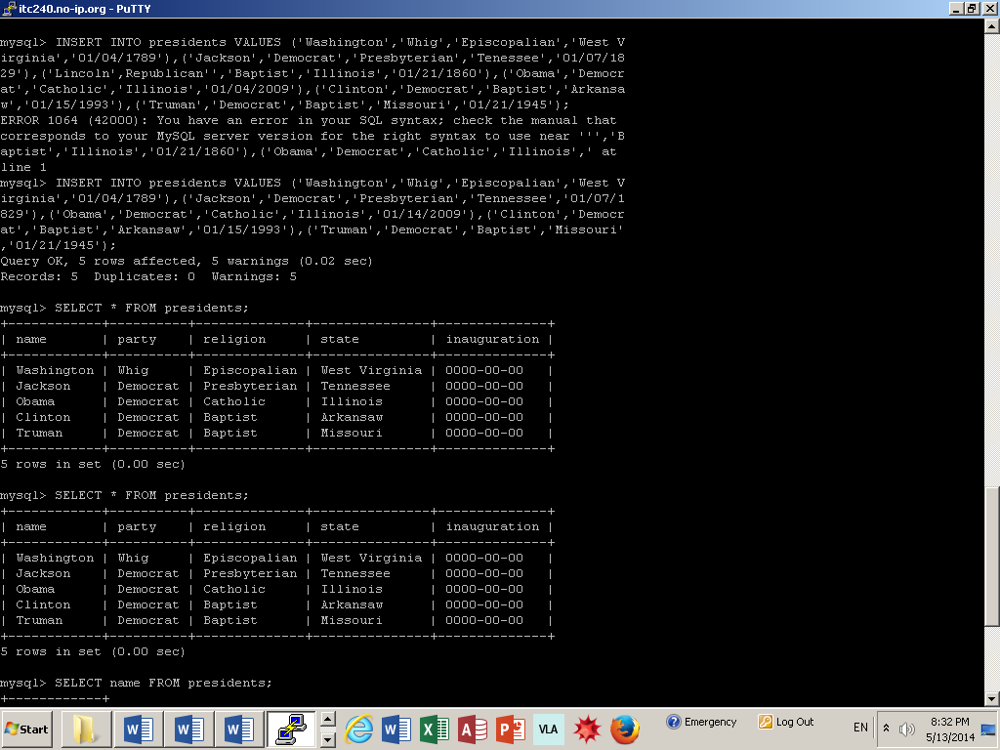 itc240.no-ip.org - PuTTY
mysql> INSERT INTO presidents VALUES ('Washington','Whig','Episcopalian','West V
irginia','01/04/1789'),('Jackson','Democrat','Presbyterian','Tenessee','01/07/18
29'),('Lincoln',Republican'','Baptist','Illinois','01/21/1860'),('Obama','Democr
at','Catholic','Illinois','01/04/2009'),('Clinton','Democrat','Baptist','Arkansa
w','01/15/1993'),('Truman','Democrat','Baptist','Missouri','01/21/1945');
ERROR 1064 (42000): You have an error in your SQL syntax; check the manual that
corresponds to your MySQL server version for the right syntax to use near ''','B
aptist','Illinois','01/21/1860'),('Obama','Democrat','Catholic','Illinois',' at
line 1
mysql> INSERT INTO presidents VALUES ('Washington','Whig','Episcopalian','West V
irginia','01/04/1789'),('Jackson','Democrat','Presbyterian','Tennessee','01/07/1
829'),('Obama','Democrat','Catholic','Illinois','01/14/2009'),('Clinton','Democr
at','Baptist','Arkansaw','01/15/1993'),('Truman','Democrat','Baptist','Missouri'
,'01/21/1945');
Query OK, 5 rows affected, 5 warnings (0.02 sec)
Records: 5  Duplicates: 0  Warnings: 5
mysql> SELECT * FROM presidents;
+------------+----------+--------------+---------------+--------------+
| name       | party    | religion     | state         | inauguration |
+------------+----------+--------------+---------------+--------------+
| Washington | Whig     | Episcopalian | West Virginia | 0000-00-00   |
| Jackson    | Democrat | Presbyterian | Tennessee     | 0000-00-00   |
| Obama      | Democrat | Catholic     | Illinois      | 0000-00-00   |
| Clinton    | Democrat | Baptist      | Arkansaw      | 0000-00-00   |
| Truman     | Democrat | Baptist      | Missouri      | 0000-00-00   |
+------------+----------+--------------+---------------+--------------+
5 rows in set (0.00 sec)
mysql> SELECT * FROM presidents;
+------------+----------+--------------+---------------+--------------+
| name       | party    | religion     | state         | inauguration |
+------------+----------+--------------+---------------+--------------+
| Washington | Whig     | Episcopalian | West Virginia | 0000-00-00   |
| Jackson    | Democrat | Presbyterian | Tennessee     | 0000-00-00   |
| Obama      | Democrat | Catholic     | Illinois      | 0000-00-00   |
| Clinton    | Democrat | Baptist      | Arkansaw      | 0000-00-00   |
| Truman     | Democrat | Baptist      | Missouri      | 0000-00-00   |
+------------+----------+--------------+---------------+--------------+
5 rows in set (0.00 sec)
mysql> SELECT name FROM presidents;
+------------+
Start VLA Emergency Log Out EN 8:32 PM
5/13/2014